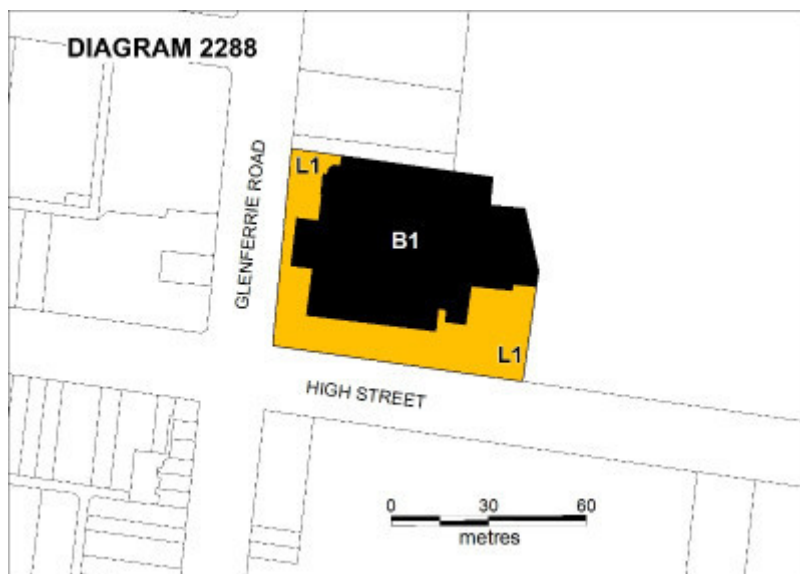 DIAGRAM 2288
L1
GLENFERRIE ROAD
B1
L1
HIGH STREET
0 30 60
metres